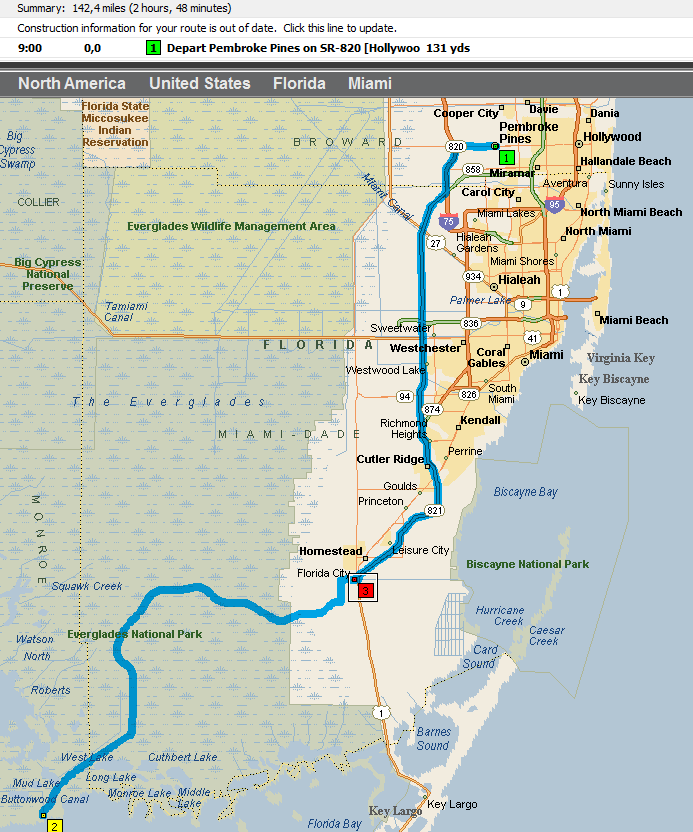 Summary: 142,4 miles (2 hours, 48 minutes)
Construction information for your route is out of date. Click this line to update.
9:00 0,0 1 Depart Pembroke Pines on SR-820 [Hollywoo 131 yds
North America United States Florida Miami
Florida State
Miccosukee
Indian
Reservation
Cooper City
Davie
Dania
Big
Cypress
Swamp
BROWARD
Pembroke
Pines
Hollywood
820
1
858
Miramar
Hallandale Beach
Miami Canal
Aventura
Sunny Isles
COLLIER
Carol City
95
North Miami Beach
75
Miami Lakes
Everglades Wildlife Management Area
27
Hialeah
Gardens
North Miami
Big Cypress
National
Preserve
Miami Shores
934
Hialeah
1
Tamiami
Canal
Palmer Lake
9
Sweetwater
836
Miami Beach
FLORIDA
Westchester
Coral
Gables
41
Miami
Virginia Key
Westwood Lake
Key Biscayne
The Everglades
94
826
South
Miami
Key Biscayne
874
MIAMI-DADE
Richmond
Heights
Kendall
Cutler Ridge
Perrine
Goulds
Biscayne Bay
MONROE
Princeton
821
Homestead
Leisure City
Florida City
3
Biscayne National Park
Squawk Creek
Hurricane
Creek
Watson
Everglades National Park
Caesar
Creek
North
Card
Sound
Roberts
1
Barnes
Sound
West Lake
Cuthbert Lake
Mud Lake
Long Lake
Buttonwood Canal
Monroe Lake
Middle
Lake
Key Largo
Key Largo
2
Florida Bay